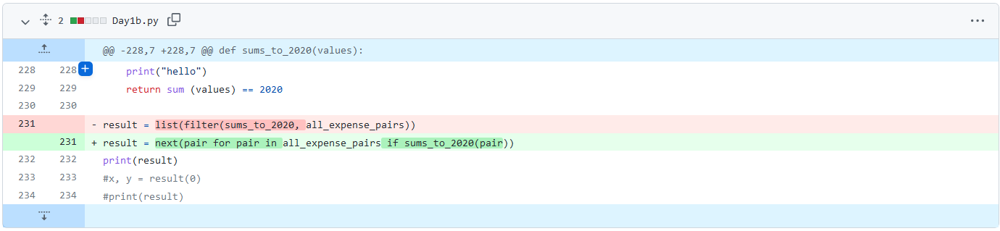 2 Day1b.py
@@ -228,7 +228,7 @@ def sums_to_2020(values):
228 228 print("hello")
229 229 return sum (values) == 2020
230 230
231 - result = list(filter(sums_to_2020, all_expense_pairs))
231 + result = next(pair for pair in all_expense_pairs if sums_to_2020(pair))
232 232 print(result)
233 233 #x, y = result(0)
234 234 #print(result)